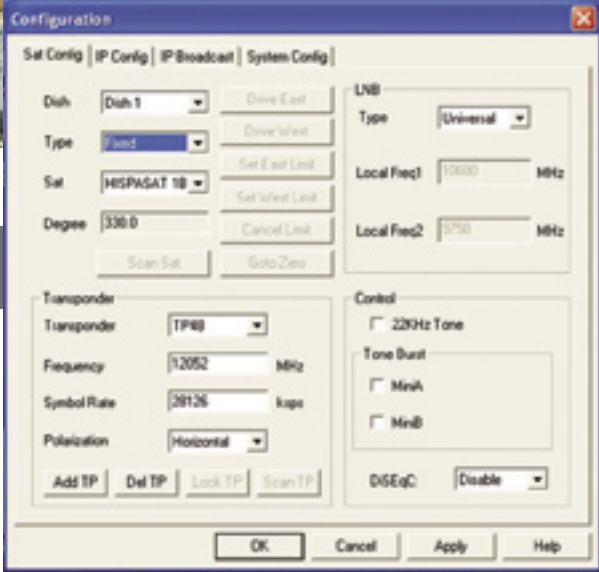 Configuration
Sat Config | IP Config | IP Broadcast | System Config
Dish Dish 1
Type Fixed
Sat HISPASAT 1B
Degree 330.0
Scan Sat
Drive East
Drive West
Set East Limit
Set West Limit
Cancel Limit
Goto Zero
LNB
Type Universal
Local Freq1 10600 MHz
Local Freq2 9750 MHz
Transponder
Transponder TP48
Frequency 12052 MHz
Symbol Rate 28126 ksps
Polarization Horizontal
Add TP Del TP Lock TP Scan TP
Control
22KHz Tone
Tone Burst
MiniA
MiniB
DiSEqC: Disable
OK Cancel Apply Help